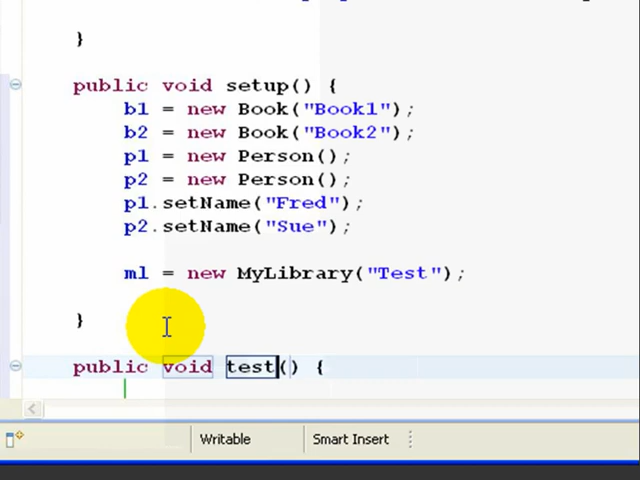 }
public void setup() {
b1 = new Book("Book1");
b2 = new Book("Book2");
p1 = new Person();
p2 = new Person();
p1.setName("Fred");
p2.setName("Sue");
ml = new MyLibrary("Test");
}
public void test() {
Writable
Smart Insert